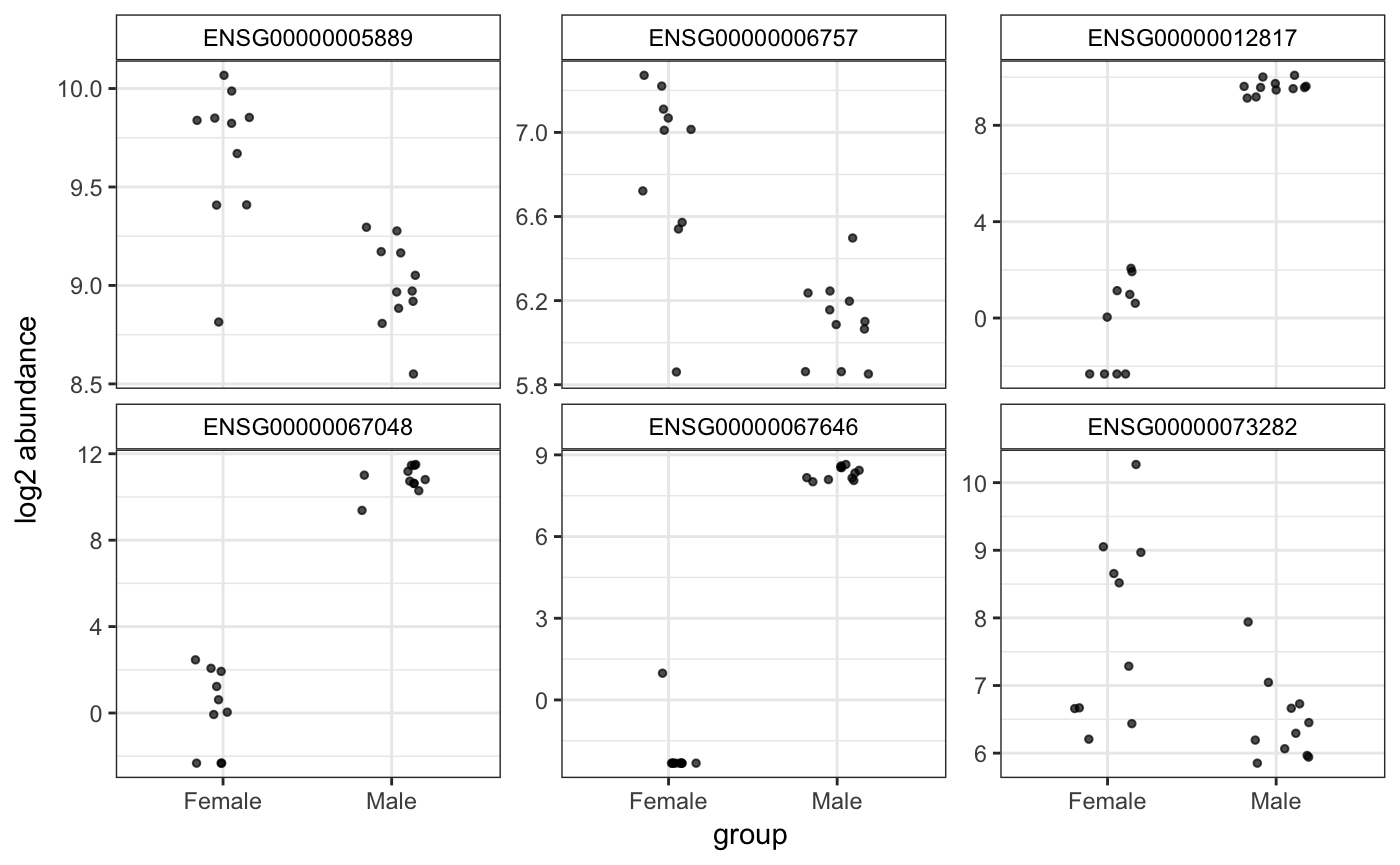 ENSG00000005889
ENSG00000006757
ENSG00000012817
10.0
9.5
9.0
8.5
7.0
6.6
6.2
5.8
8
4
0
ENSG00000067048
ENSG00000067646
ENSG00000073282
12
8
4
0
9
6
3
0
10
9
8
7
6
Female
Male
Female
Male
Female
Male
group
log2 abundance